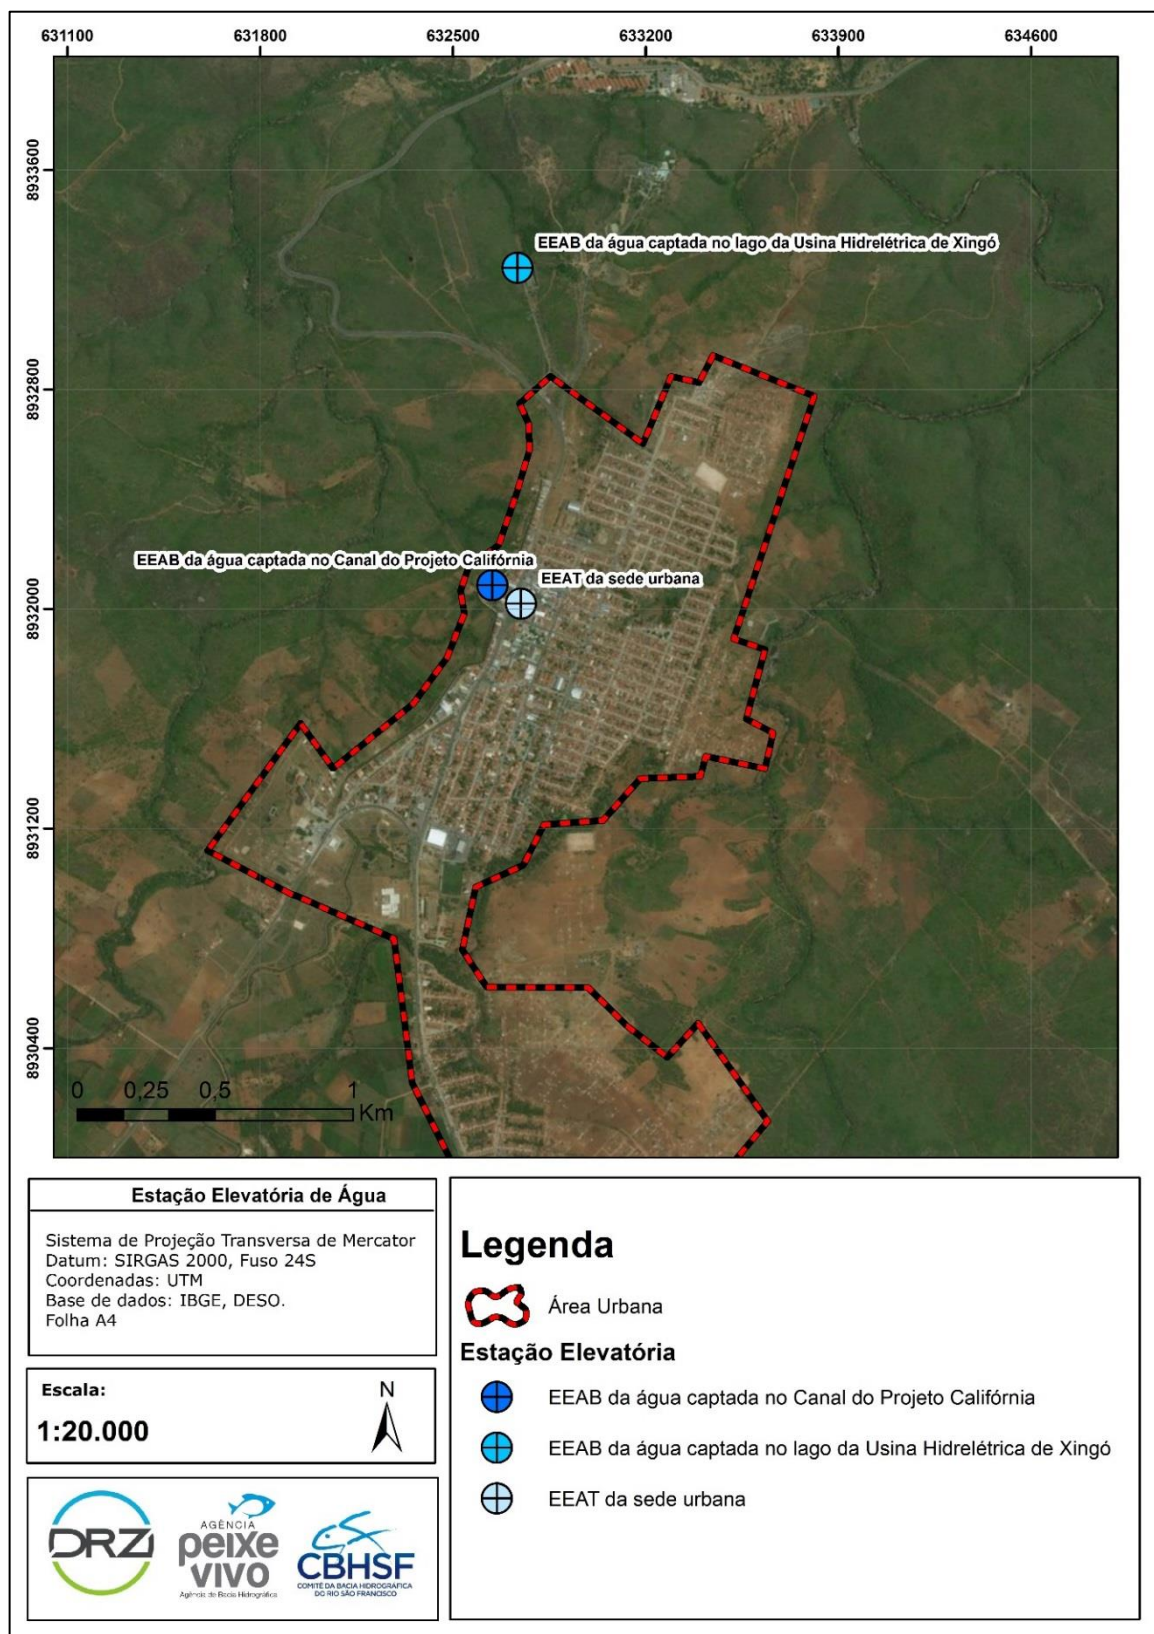 631100 631800 632500 633200 633900 634600
8933600
EEAB da água captada no lago da Usina Hidrelétrica de Xingó
8932800
EEAB da água captada no Canal do Projeto Califórnia
EEAT da sede urbana
8932000
8931200
8930400
0 0,25 0,5 1
Km
Estação Elevatória de Água
Sistema de Projeção Transversa de Mercator
Datum: SIRGAS 2000, Fuso 24S
Coordenadas: UTM
Base de dados: IBGE, DESO.
Folha A4
Escala:
1:20.000
N
DRZ
AGÊNCIA
peixe
vivo
Agência de Bacia Hidrográfica
CBHSF
COMITÊ DA BACIA HIDROGRÁFICA
DO RIO SÃO FRANCISCO
Legenda
Área Urbana
Estação Elevatória
EEAB da água captada no Canal do Projeto Califórnia
EEAB da água captada no lago da Usina Hidrelétrica de Xingó
EEAT da sede urbana